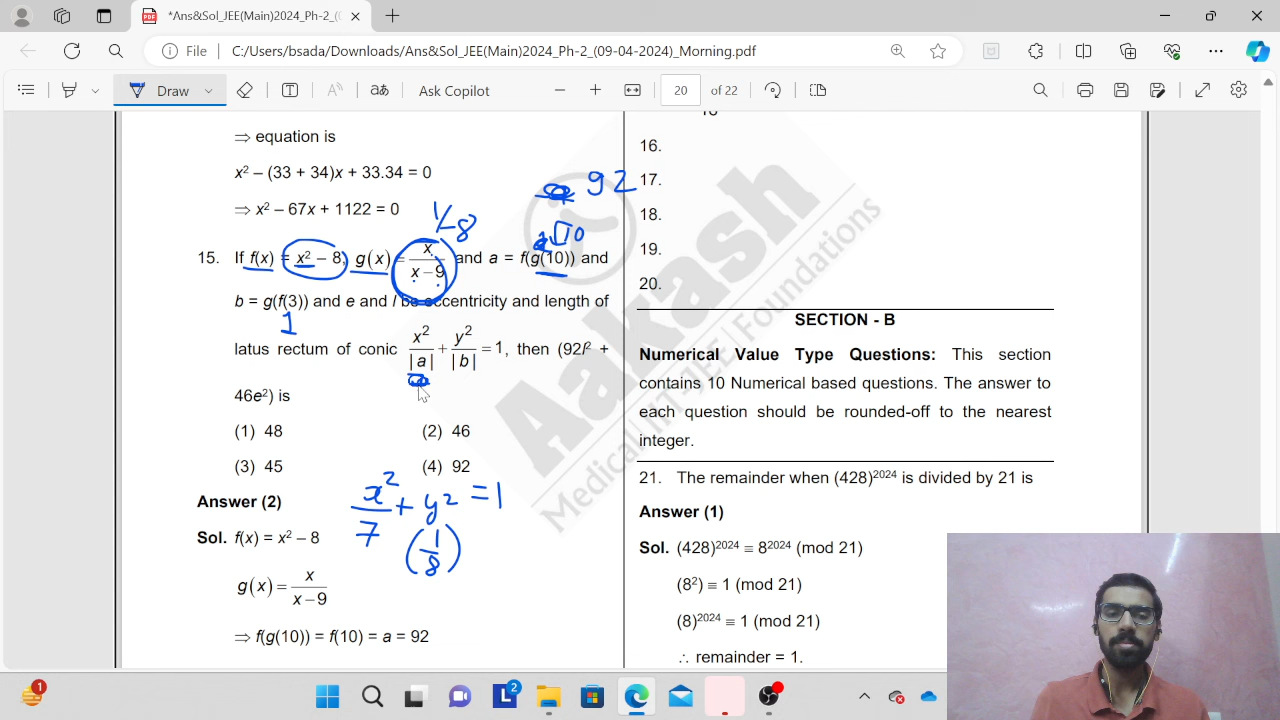 *Ans&Sol_JEE(Main)2024_Ph-2_(0
File
C:/Users/bsada/Downloads/Ans&Sol_JEE(Main)2024_Ph-2_(09-04-2024)_Morning.pdf
Draw
Ask Copilot
20
of 22
⇒ equation is
x² – (33 + 34)x + 33.34 = 0
⇒ x² – 67x + 1122 = 0
92
1/-8
√10
15. If f(x) = x² – 8, g(x) = x/(x – 9) and a = f(g(10)) and
b = g(f(3)) and e and l be eccentricity and length of
1
latus rectum of conic x²/|a| + y²/|b| = 1, then (92l² +
46e²) is
(1) 48 (2) 46
(3) 45 (4) 92
x²/7 + y²/(1/8) = 1
Answer (2)
Sol. f(x) = x² – 8
g(x) = x/(x – 9)
⇒ f(g(10)) = f(10) = a = 92
16.
17.
18.
19.
20.
SECTION - B
Numerical Value Type Questions: This section
contains 10 Numerical based questions. The answer to
each question should be rounded-off to the nearest
integer.
21. The remainder when (428)²⁰²⁴ is divided by 21 is
Answer (1)
Sol. (428)²⁰²⁴ ≡ 8²⁰²⁴ (mod 21)
(8²) ≡ 1 (mod 21)
(8)²⁰²⁴ ≡ 1 (mod 21)
∴ remainder = 1.
Aakash
Medical|IIT-JEE|Foundations
1
2